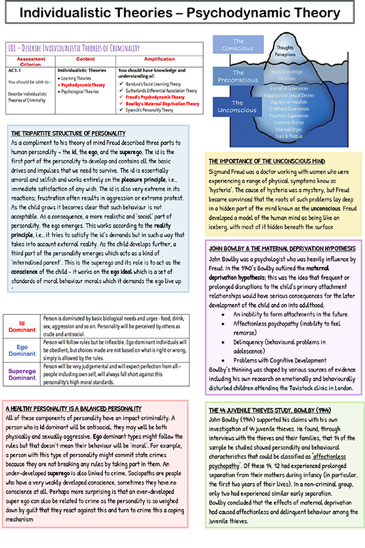 Individualistic Theories – Psychodynamic Theory
LO1 – Describe Individualistic Theories of Criminality
Assessment Criterion
Content
Amplification
AC2.1
You should be able to -
Describe Individualistic Theories of Criminality
Individualistic Theories
• Learning Theories
• Psychodynamic Theory
• Psychological Theories
You should have knowledge and understanding of:
✓ Bandura's Social Learning Theory
✓ Sutherlands Differential Association Theory
✓ Freud's Psychodynamic Theory
✓ Bowlby's Maternal Deprivation Theory
✓ Eysenck's Personality Theory
The Conscious
The Preconscious
The Unconscious
Thoughts
Perceptions
THE TRIPARTITE STRUCTURE OF PERSONALITY
As a compliment to his theory of mind Freud described three parts to
human personality – the id, the ego, and the superego. The id is the
first part of the personality to develop and contains all the basic
drives and impulses that we need to survive. The id is essentially
amoral and selfish and works entirely on the pleasure principle, i.e.,
immediate satisfaction of any wish. The id is also very extreme in its
reactions; frustration often results in aggression or extreme protest.
As the child grows it becomes clear that such behaviour is not
acceptable. As a consequence, a more realistic and 'social' part of
personality, the ego emerges. This works according to the reality
principle, i.e., it tries to satisfy the id's demands but in such a way that
takes into account external reality. As the child develops further, a
third part of the personality emerges which acts as a kind of
'internalised parent'. This is the superego and its role is to act as the
conscience of the child - it works on the ego ideal which is a set of
standards of moral behaviour morals which it demands the ego live up
THE IMPORTANCE OF THE UNCONSCIOUS MIND
Sigmund Freud was a doctor working with women who were
experiencing a range of physical symptoms know as
'hysteria'. The cause of hysteria was a mystery, but Freud
became convinced that the roots of such problems lay deep
in a hidden part of the mind known as the unconscious. Freud
developed a model of the human mind as being like an
iceberg, with most of it hidden beneath the surface
JOHN BOWLBY & THE MATERNAL DEPRIVATION HYPOTHESIS
John Bowlby was a psychologist who was heavily influence by
Freud. In the 1940's Bowlby outlined the maternal
deprivation hypothesis; this was the idea that frequent or
prolonged disruptions to the child's primary attachment
relationships would have serious consequences for the later
development of the child and on into adulthood.
• An inability to form attachments in the future
• Affectionless psychopathy (inability to feel
remorse)
• Delinquency (behavioural problems in
adolescence)
• Problems with Cognitive Development
Bowlby's thinking was shaped by various sources of evidence
including his own research on emotionally and behaviourally
disturbed children attending the Tavistock clinic in London.
Id Dominant
Person is dominated by basic biological needs and urges - food, drink,
sex, aggression and so on. Personality will be perceived by others as
crude and antisocial.
Ego Dominant
Person will follow rules but be inflexible. Ego dominant individuals will
be obedient, but choices made are not based on what is right or wrong,
simply is allowed by the rules.
Superego Dominant
Person will be very judgemental and will expect perfection from all –
people including own self, will always fall short against this
personality's high moral standards.
A HEALTHY PERSONALITY IS A BALANCED PERSONALITY
All of these components of personality have an impact criminality. A
person who is id dominant will be antisocial, they may well be both
physically and sexually aggressive. Ego dominant types might follow the
rules but that doesn't mean their behaviour will be 'moral'. For example,
a person with this type of personality might commit state crimes
because they are not breaking any rules by taking part in them. An
under-developed superego is also linked to crime. Sociopaths are people
who have a very weakly developed conscience, sometimes they have no
conscience at all. Perhaps more surprising is that an over-developed
super ego can also be related to crime as the personality is so weighed
down by guilt that they react against this and turn to crime this a coping
mechanism
THE 44 JUVENILE THIEVES STUDY, BOWLBY (1944)
John Bowlby (1944) supported his claims with his own
investigation of 44 juvenile thieves. He found, through
interviews with the thieves and their families, that 14 of the
sample he studied showed personality and behavioural
characteristics that could be classified as 'affectionless
psychopathy'. Of these 14, 12 had experienced prolonged
separation from their mothers during infancy (in particular,
the first two years of their lives). In a non-criminal group,
only two had experienced similar early separation.
Bowlby concluded that the effects of maternal deprivation
had caused affectionless and delinquent behaviour among the
juvenile thieves.